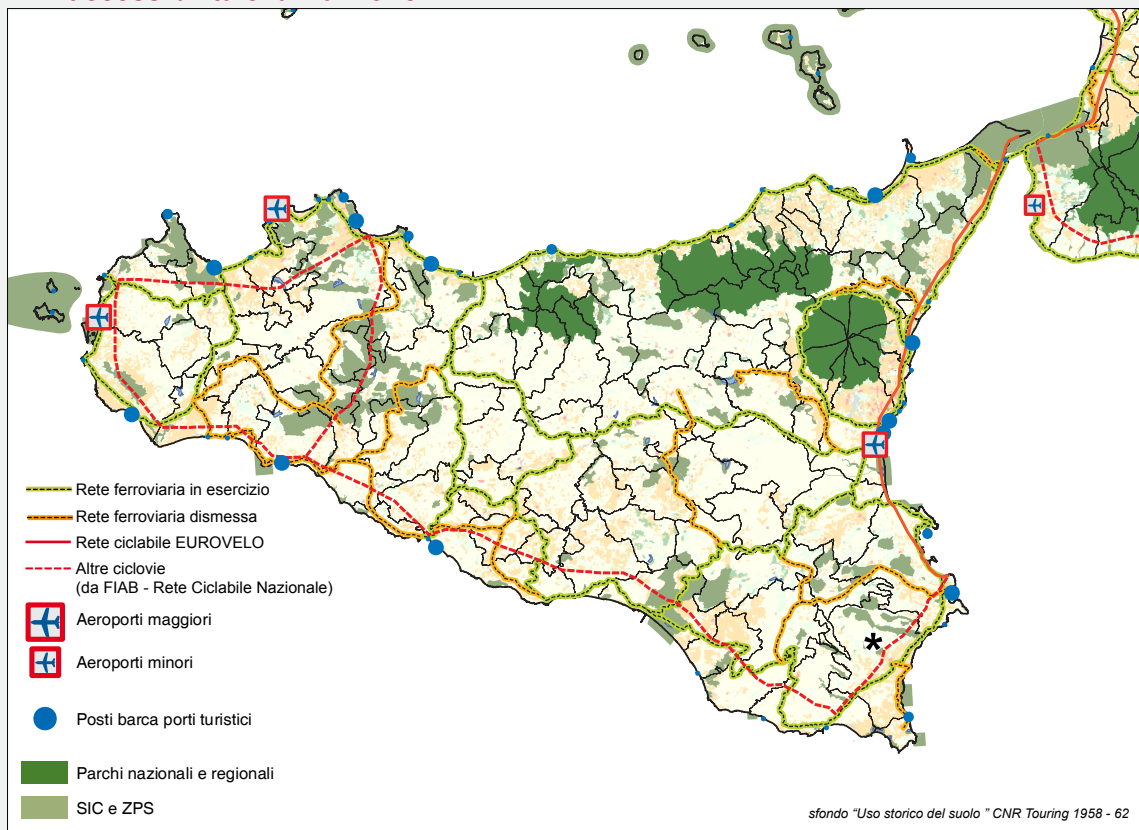 Rete ferroviaria in esercizio
Rete ferroviaria dismessa
Rete ciclabile EUROVELO
Altre ciclovie
(da FIAB - Rete Ciclabile Nazionale)
Aeroporti maggiori
Aeroporti minori
Posti barca porti turistici
Parchi nazionali e regionali
SIC e ZPS
*
sfondo “Uso storico del suolo ” CNR Touring 1958 - 62